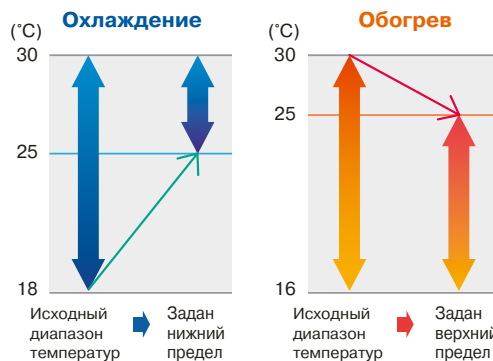 Охлаждение
(°C)
30
25
18
Исходный
диапазон
температур
Задан
нижний
предел
Обогрев
(°C)
30
25
16
Исходный
диапазон
температур
Задан
верхний
предел